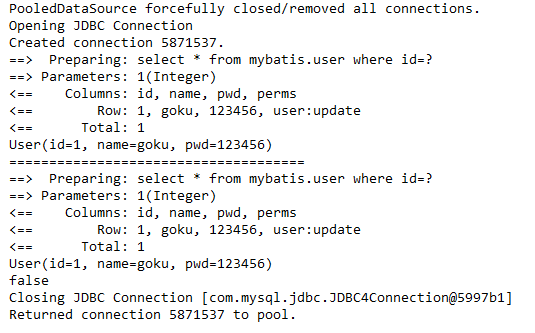 PooledDataSource forcefully closed/removed all connections.
Opening JDBC Connection
Created connection 5871537.
==>  Preparing: select * from mybatis.user where id=?
==> Parameters: 1(Integer)
<==    Columns: id, name, pwd, perms
<==        Row: 1, goku, 123456, user:update
<==      Total: 1
User(id=1, name=goku, pwd=123456)
=====================================
==>  Preparing: select * from mybatis.user where id=?
==> Parameters: 1(Integer)
<==    Columns: id, name, pwd, perms
<==        Row: 1, goku, 123456, user:update
<==      Total: 1
User(id=1, name=goku, pwd=123456)
false
Closing JDBC Connection [com.mysql.jdbc.JDBC4Connection@5997b1]
Returned connection 5871537 to pool.